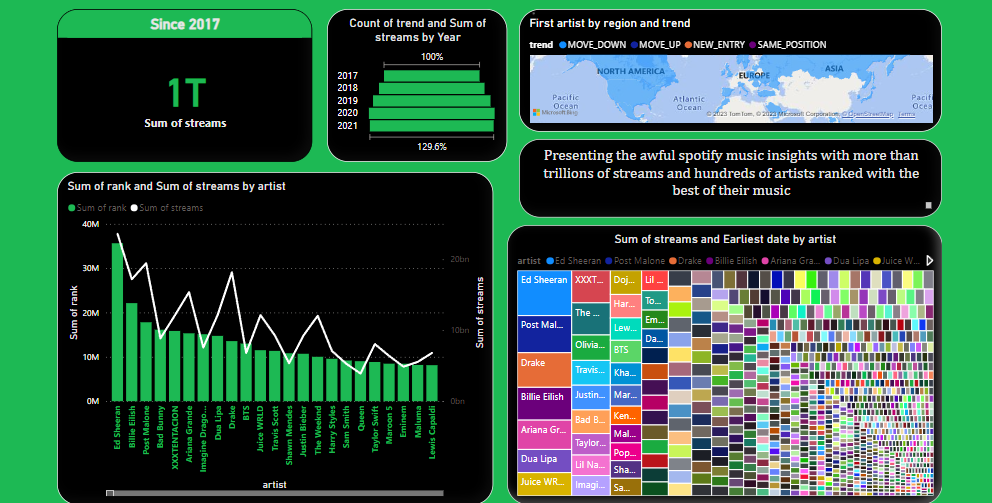 Since 2017
1T
Sum of streams
Count of trend and Sum of
streams by Year
100%
2017
2018
2019
2020
2021
129.6%
First artist by region and trend
trend MOVE_DOWN MOVE_UP NEW_ENTRY SAME_POSITION
NORTH AMERICA
EUROPE
ASIA
Pacific
Ocean
Atlantic
Ocean
Pacifi
Ocea
Microsoft Bing
© 2023 TomTom, © 2023 Microsoft Corporation, © OpenStreetMap Terms
Presenting the awful spotify music insights with more than
trillions of streams and hundreds of artists ranked with the
best of their music
Sum of rank and Sum of streams by artist
Sum of rank Sum of streams
40M
30M
20M
10M
0M
Sum of rank
20bn
10bn
0bn
Sum of streams
Ed Sheeran
Billie Eilish
Post Malone
Bad Bunny
XXXTENTACION
Ariana Grande
Imagine Drago...
Dua Lipa
Drake
BTS
Juice WRLD
Travis Scott
Shawn Mendes
Justin Bieber
The Weeknd
Harry Styles
Sam Smith
Queen
Taylor Swift
Maroon 5
Eminem
Maluma
Lewis Capaldi
artist
Sum of streams and Earliest date by artist
artist Ed Sheeran Post Malone Drake Billie Eilish Ariana Gra... Dua Lipa Juice W...
Ed Sheeran
Post Mal...
Drake
Billie Eilish
Ariana Gr...
Dua Lipa
Juice WR...
XXXT...
The ...
Olivia...
Travis...
Justin...
Bad B...
Taylor...
Lil Na...
Imagi...
Doj...
Har...
Lew...
BTS
Kha...
Mar...
Ken...
Mal...
Pop...
Sha...
Sa...
Lil ...
To...
Em...
Da...